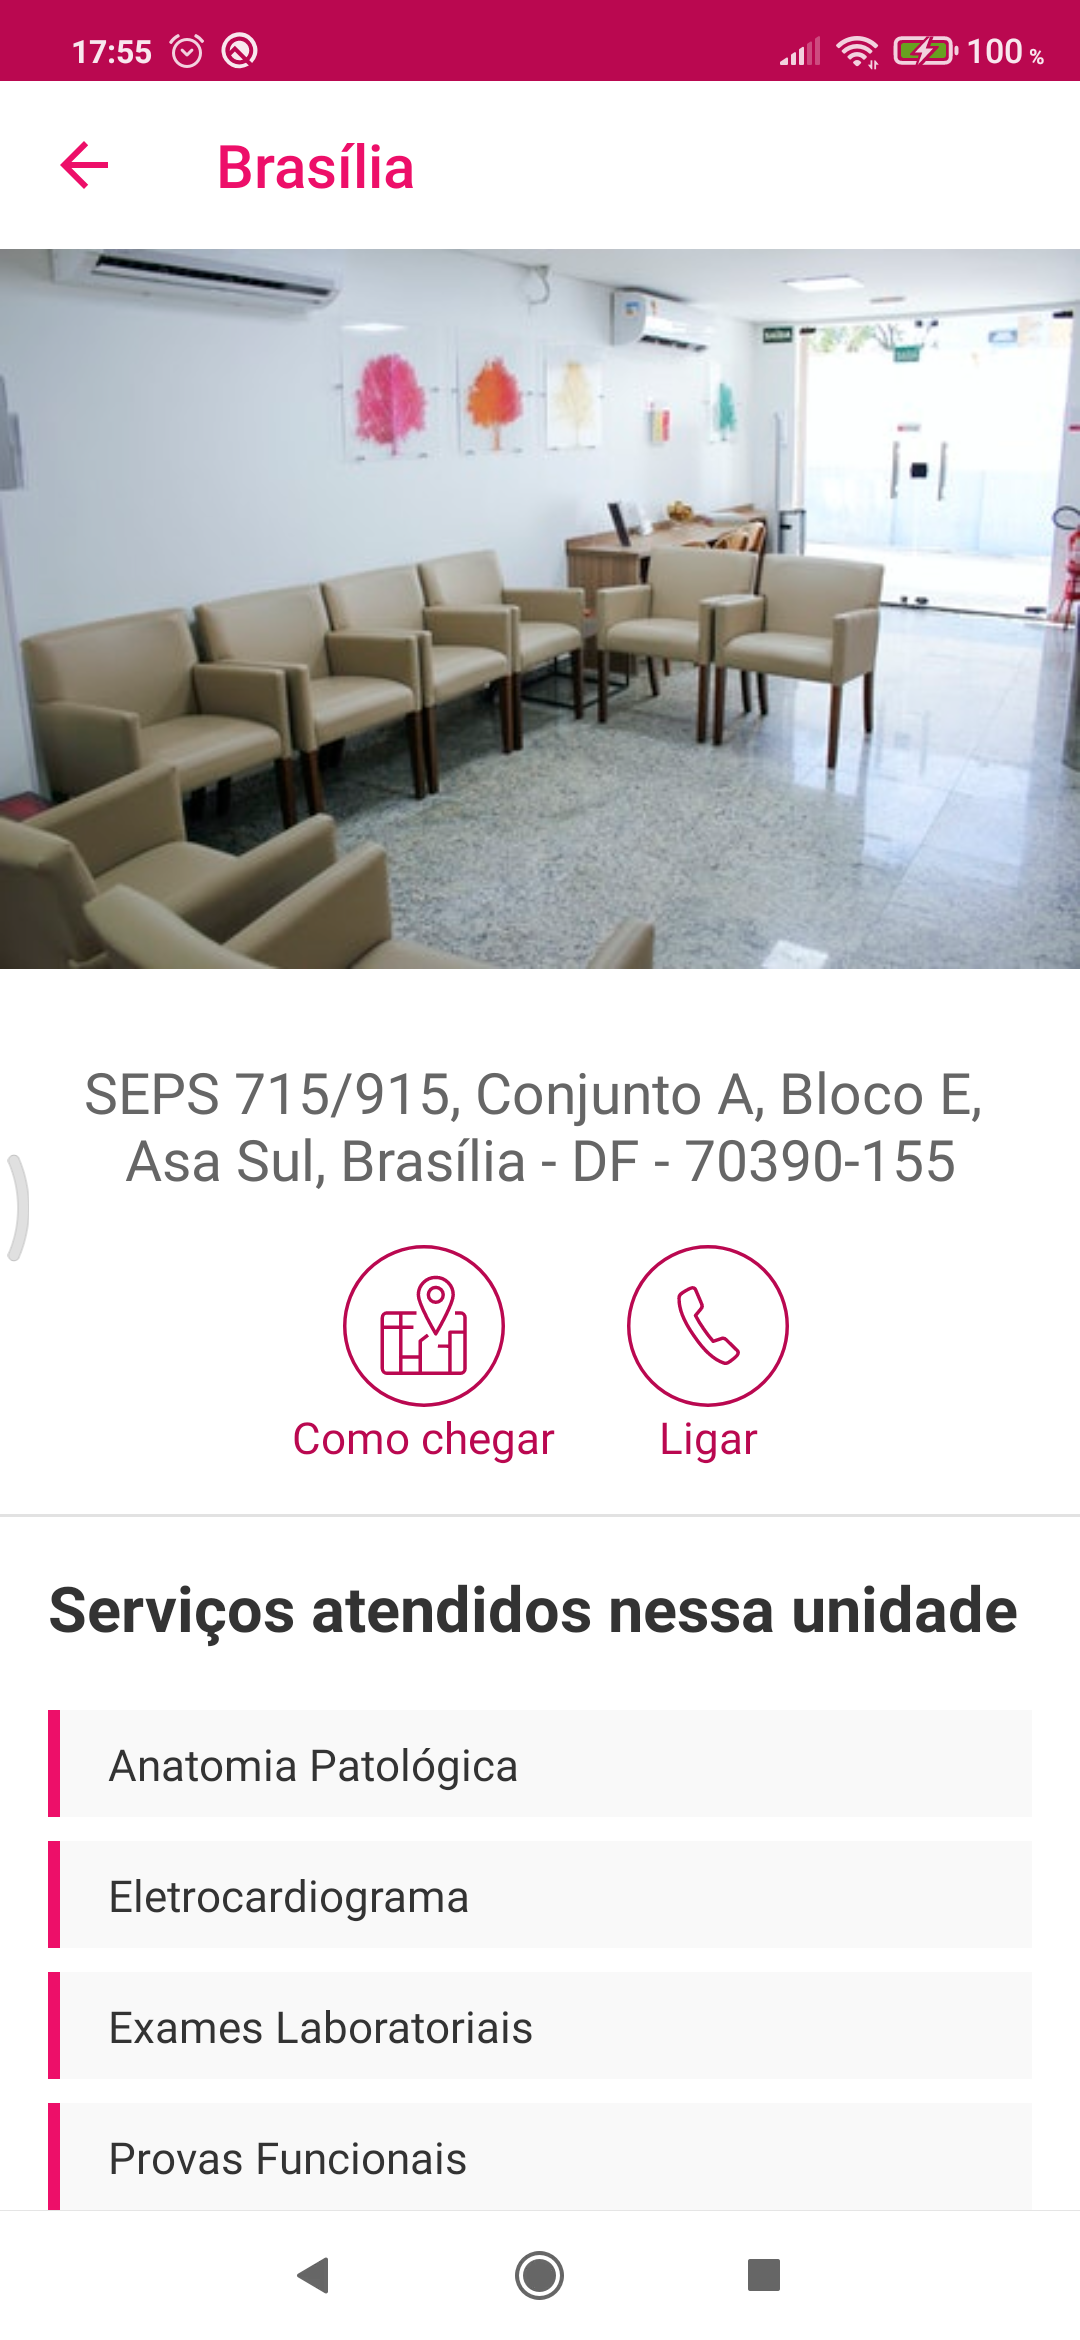 17:55
100 %
Brasília
SEPS 715/915, Conjunto A, Bloco E,
Asa Sul, Brasília - DF - 70390-155
Como chegar
Ligar
Serviços atendidos nessa unidade
Anatomia Patológica
Eletrocardiograma
Exames Laboratoriais
Provas Funcionais